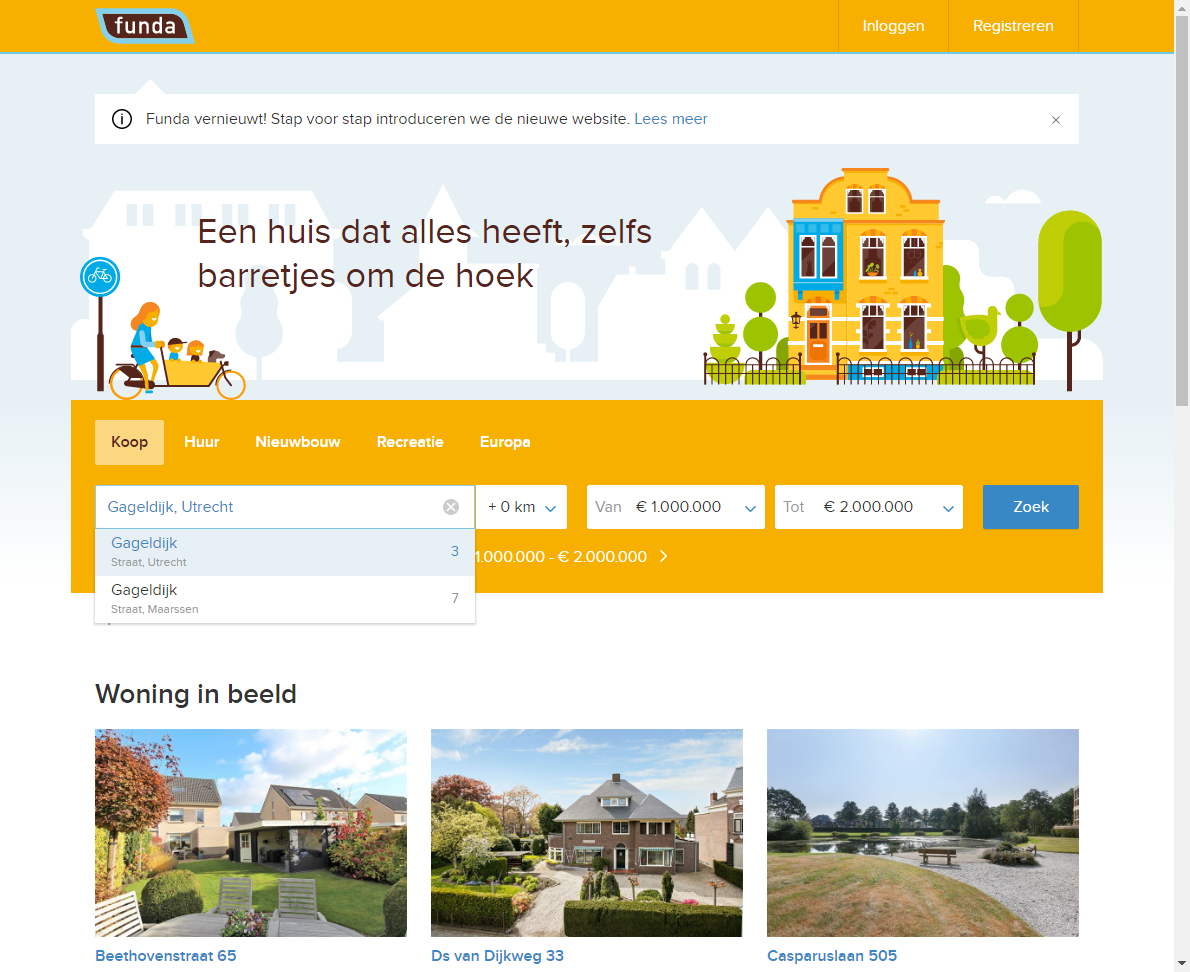 funda
Inloggen
Registreren
Funda vernieuwt! Stap voor stap introduceren we de nieuwe website. Lees meer
Een huis dat alles heeft, zelfs
barretjes om de hoek
Koop
Huur
Nieuwbouw
Recreatie
Europa
Gageldijk, Utrecht
+ 0 km
Van € 1.000.000
Tot € 2.000.000
Zoek
Gageldijk
Straat, Utrecht
3
1.000.000 - € 2.000.000
Gageldijk
Straat, Maarssen
7
Woning in beeld
Beethovenstraat 65
Ds van Dijkweg 33
Casparuslaan 505